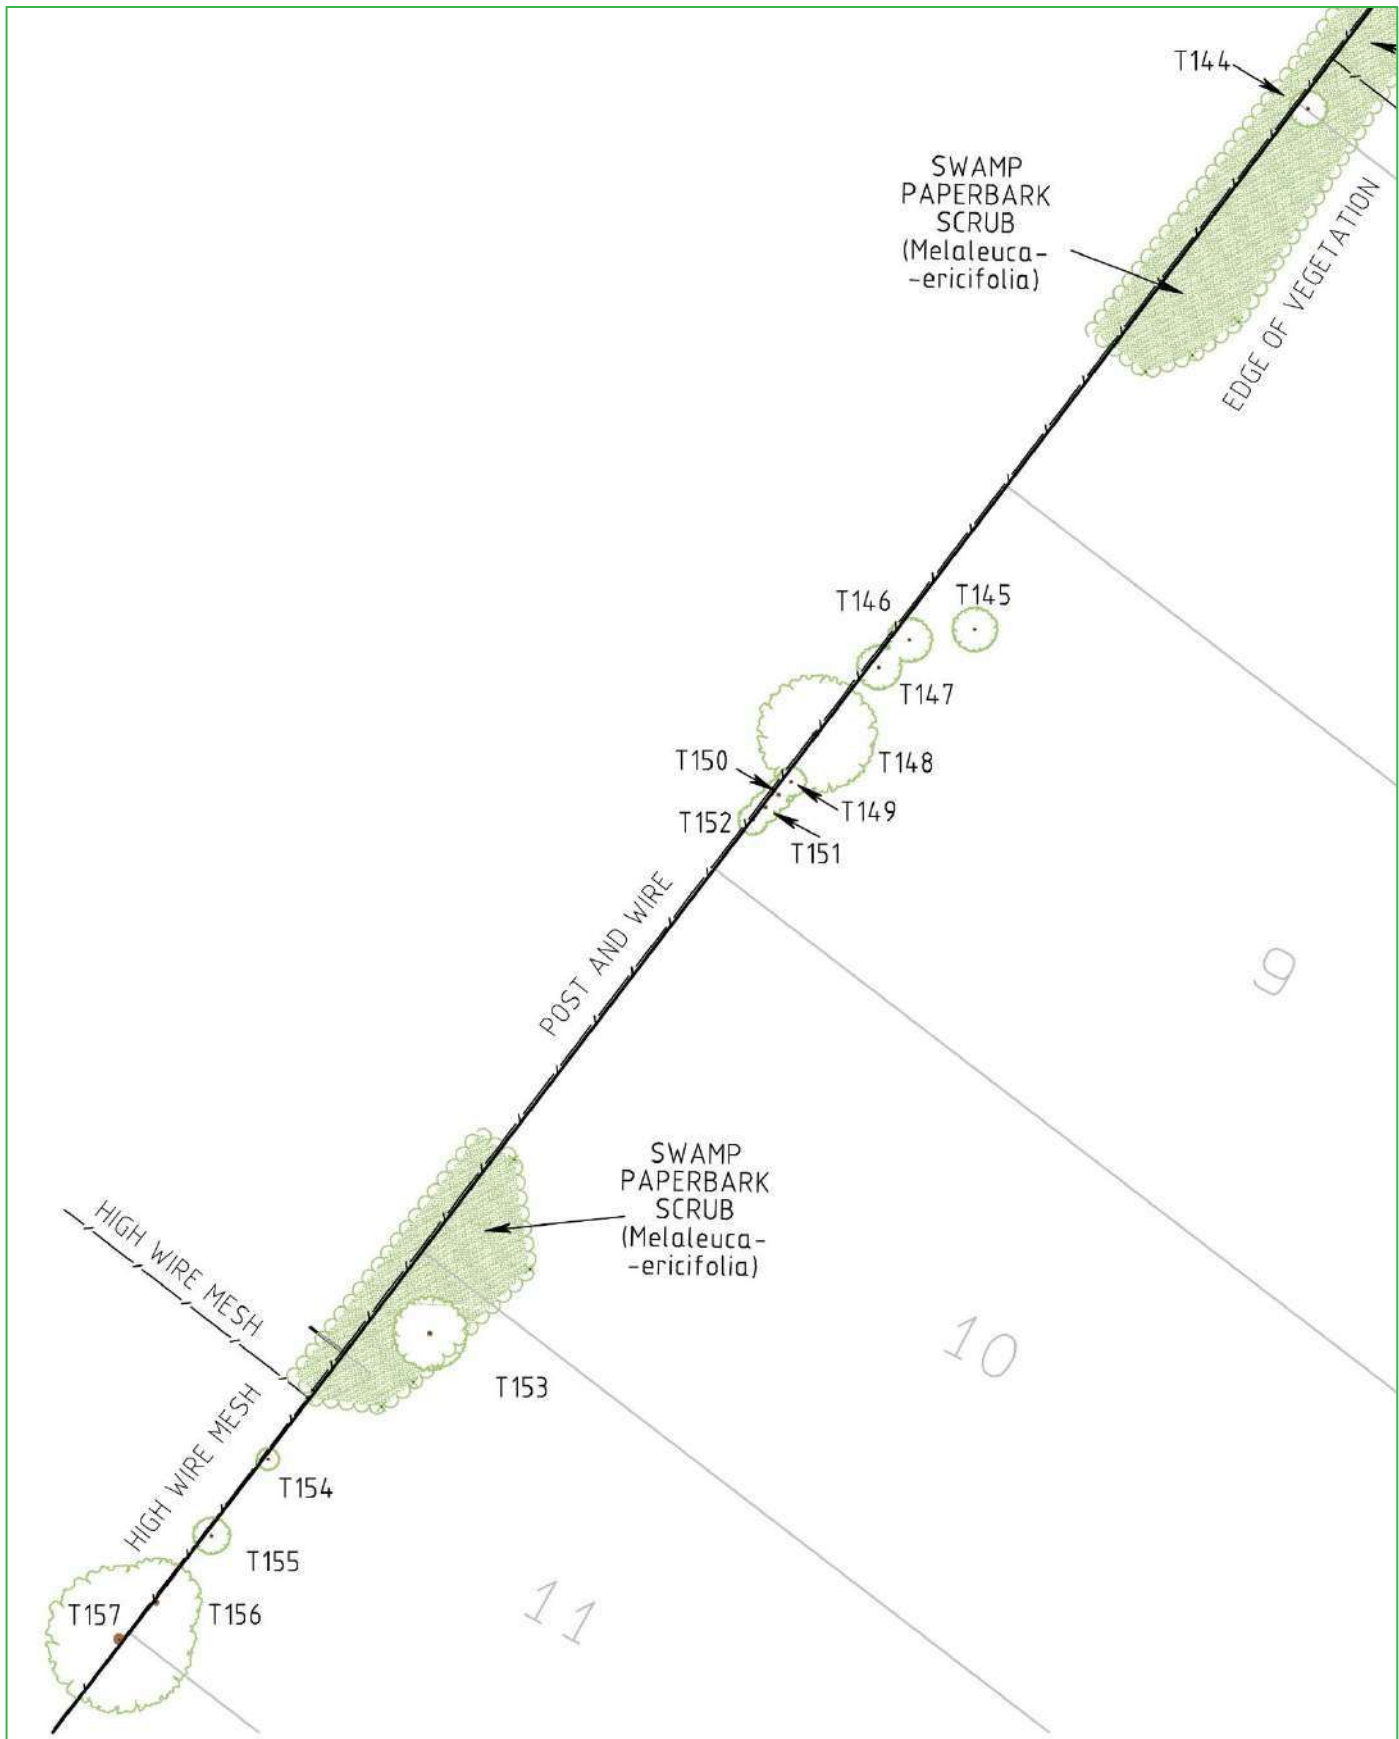 T144
SWAMP
PAPERBARK
SCRUB
(Melaleuca-
-ericifolia)
EDGE OF VEGETATION
T146
T145
T147
T150
T148
T152
T149
T151
POST AND WIRE
9
SWAMP
PAPERBARK
SCRUB
(Melaleuca-
-ericifolia)
HIGH WIRE MESH
10
T153
HIGH WIRE MESH
T154
T155
T157
T156
11